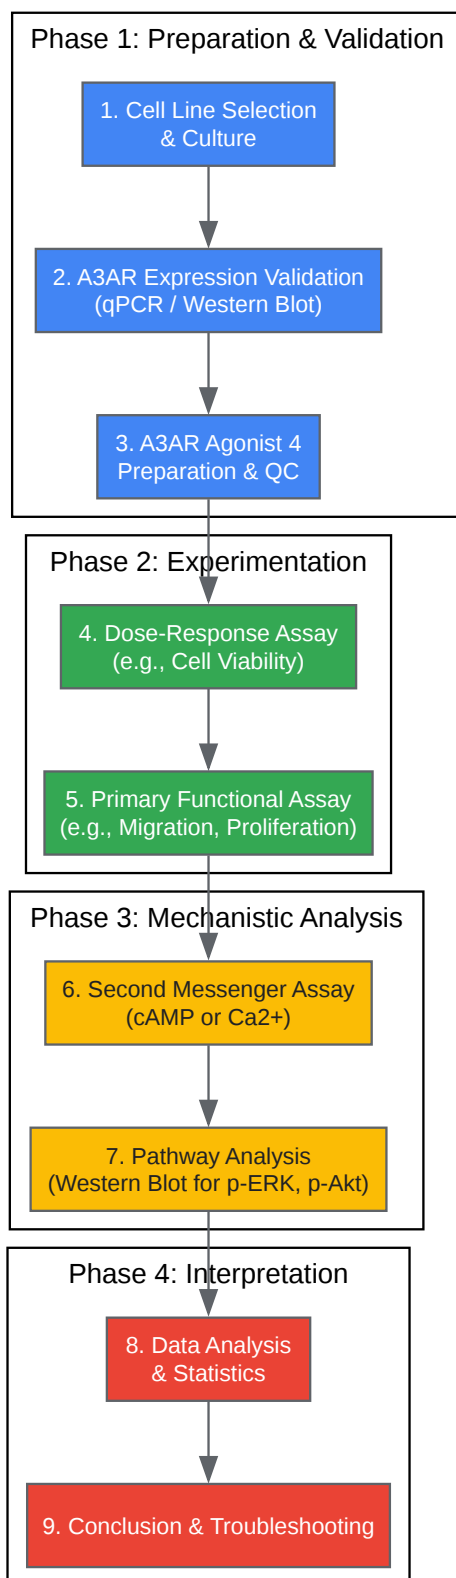 Phase 1: Preparation & Validation
1. Cell Line Selection
& Culture
2. A3AR Expression Validation
(qPCR / Western Blot)
3. A3AR Agonist 4
Preparation & QC
Phase 2: Experimentation
4. Dose-Response Assay
(e.g., Cell Viability)
5. Primary Functional Assay
(e.g., Migration, Proliferation)
Phase 3: Mechanistic Analysis
6. Second Messenger Assay
(cAMP or Ca2+)
7. Pathway Analysis
(Western Blot for p-ERK, p-Akt)
Phase 4: Interpretation
8. Data Analysis
& Statistics
9. Conclusion & Troubleshooting